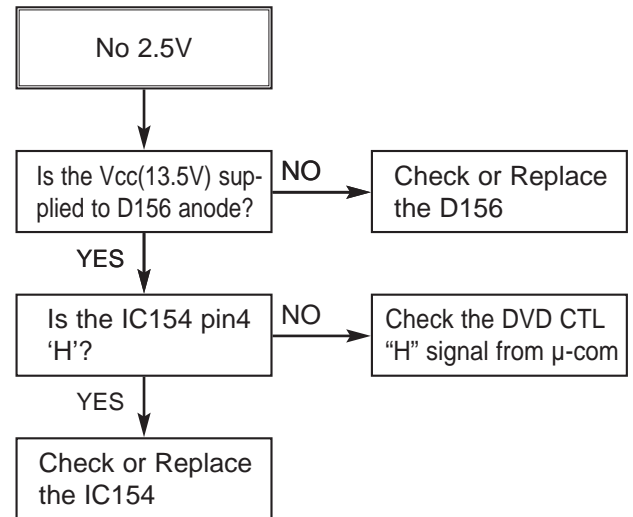 No 2.5V
Is the Vcc(13.5V) sup-
plied to D156 anode?
NO
Check or Replace
the D156
YES
Is the IC154 pin4
‘H’?
NO
Check the DVD CTL
“H” signal from µ-com
YES
Check or Replace
the IC154